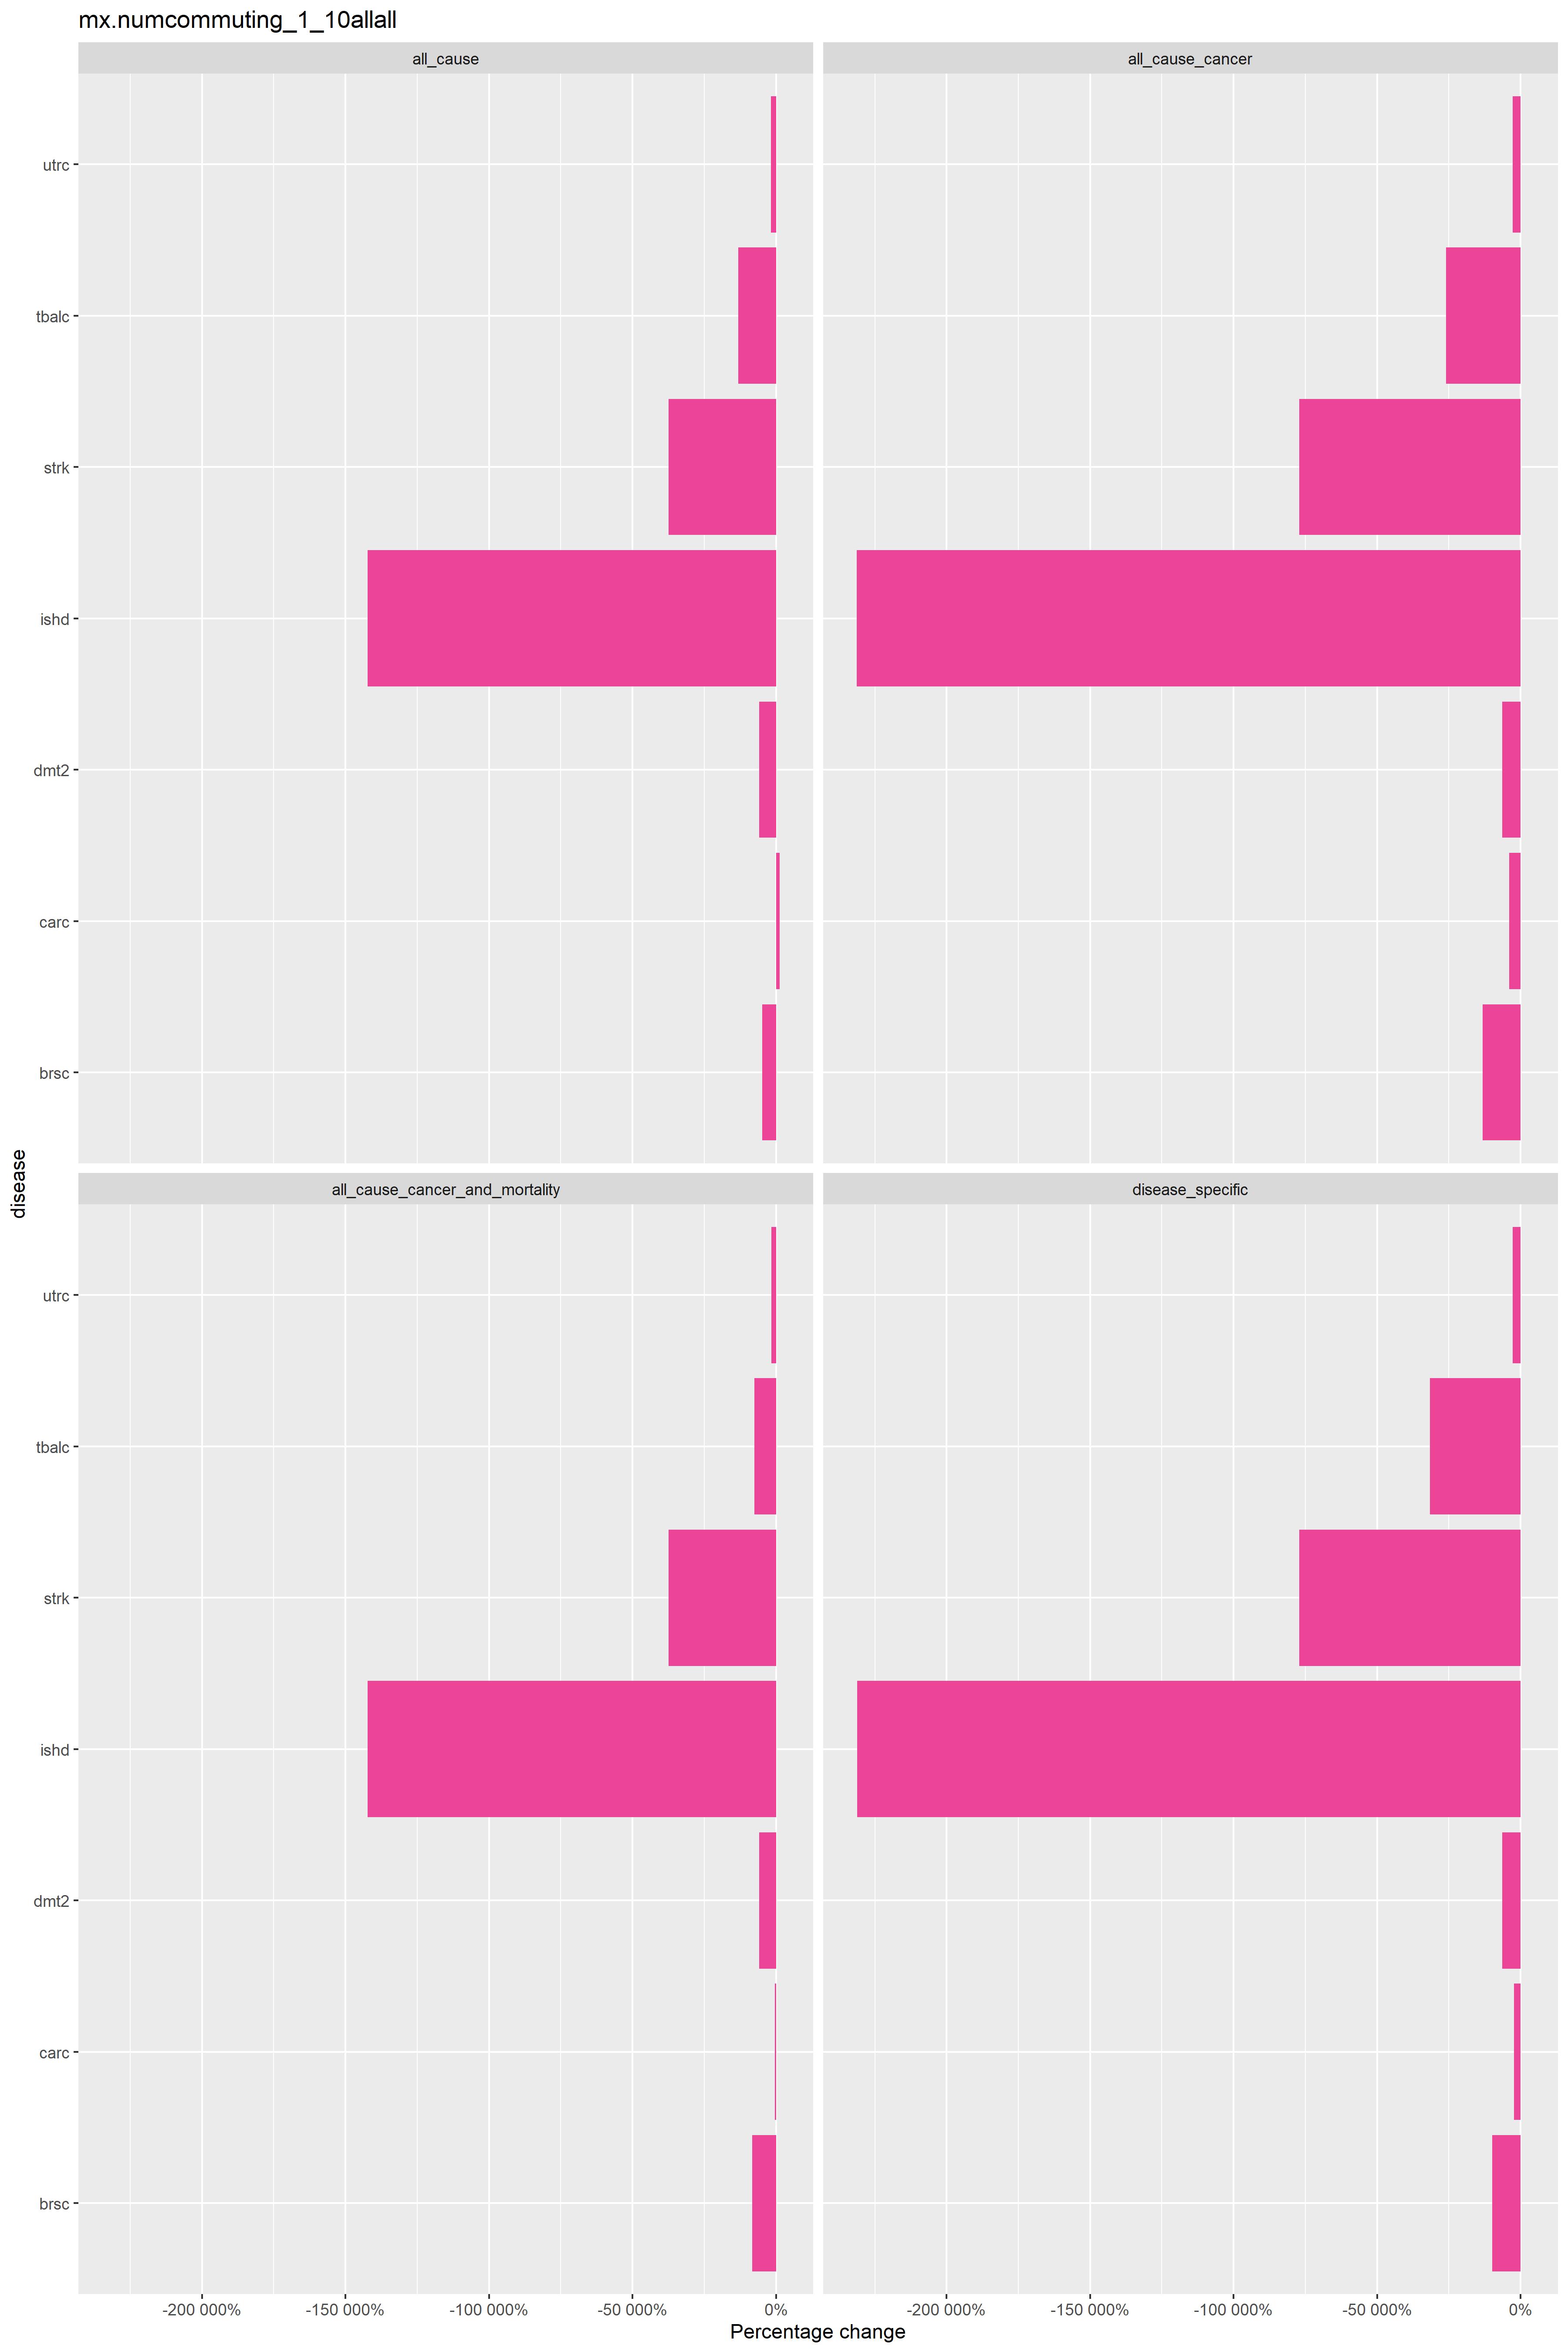 mx.numcommuting_1_10allall
all_cause
all_cause_cancer
utrc
tbalc
strk
ishd
dmt2
carc
brsc
disease
all_cause_cancer_and_mortality
disease_specific
utrc
tbalc
strk
ishd
dmt2
carc
brsc
-200 000%
-150 000%
-100 000%
-50 000%
0%
-200 000%
-150 000%
-100 000%
-50 000%
0%
Percentage change